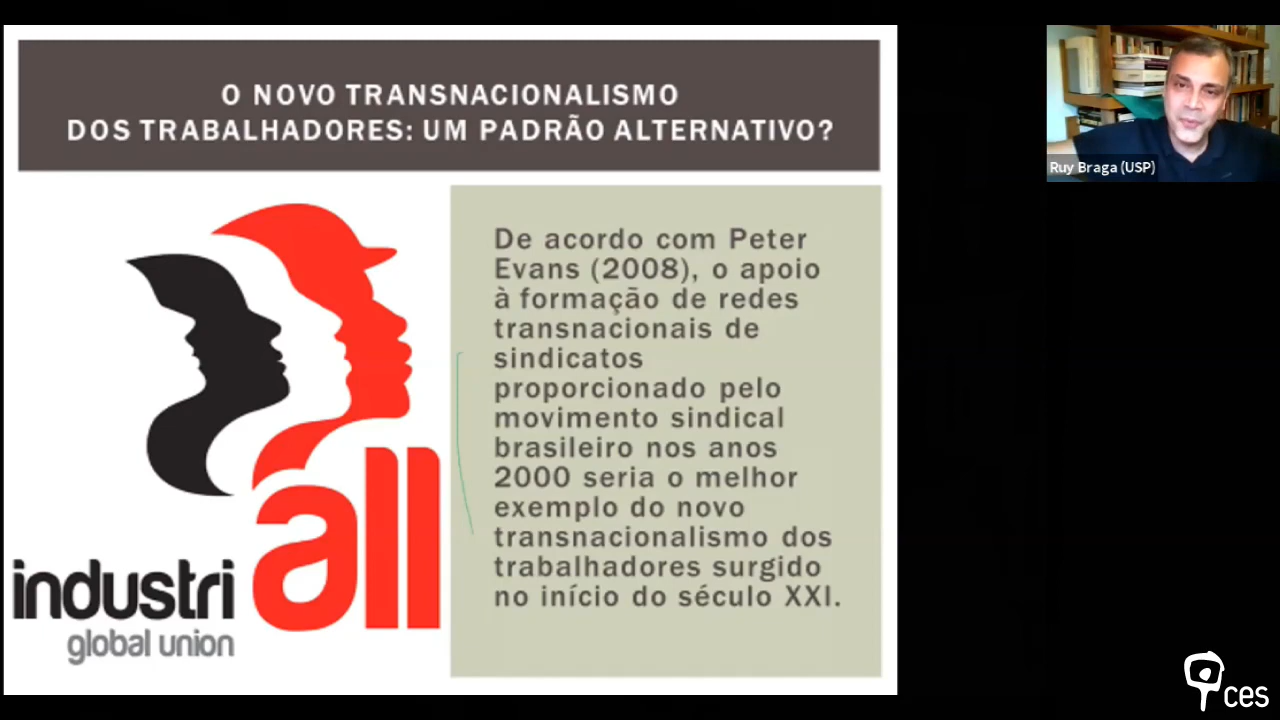 O NOVO TRANSNACIONALISMO
DOS TRABALHADORES: UM PADRÃO ALTERNATIVO?
De acordo com Peter
Evans (2008), o apoio
à formação de redes
transnacionais de
sindicatos
proporcionado pelo
movimento sindical
brasileiro nos anos
2000 seria o melhor
exemplo do novo
transnacionalismo dos
trabalhadores surgido
no início do século XXI.
industri
all
global union
Ruy Braga (USP)
ces